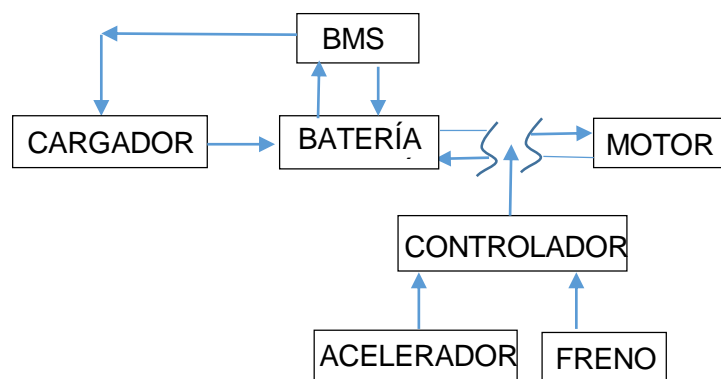 BMS
CARGADOR
BATERÍA
MOTOR
CONTROLADOR
ACELERADOR
FRENO